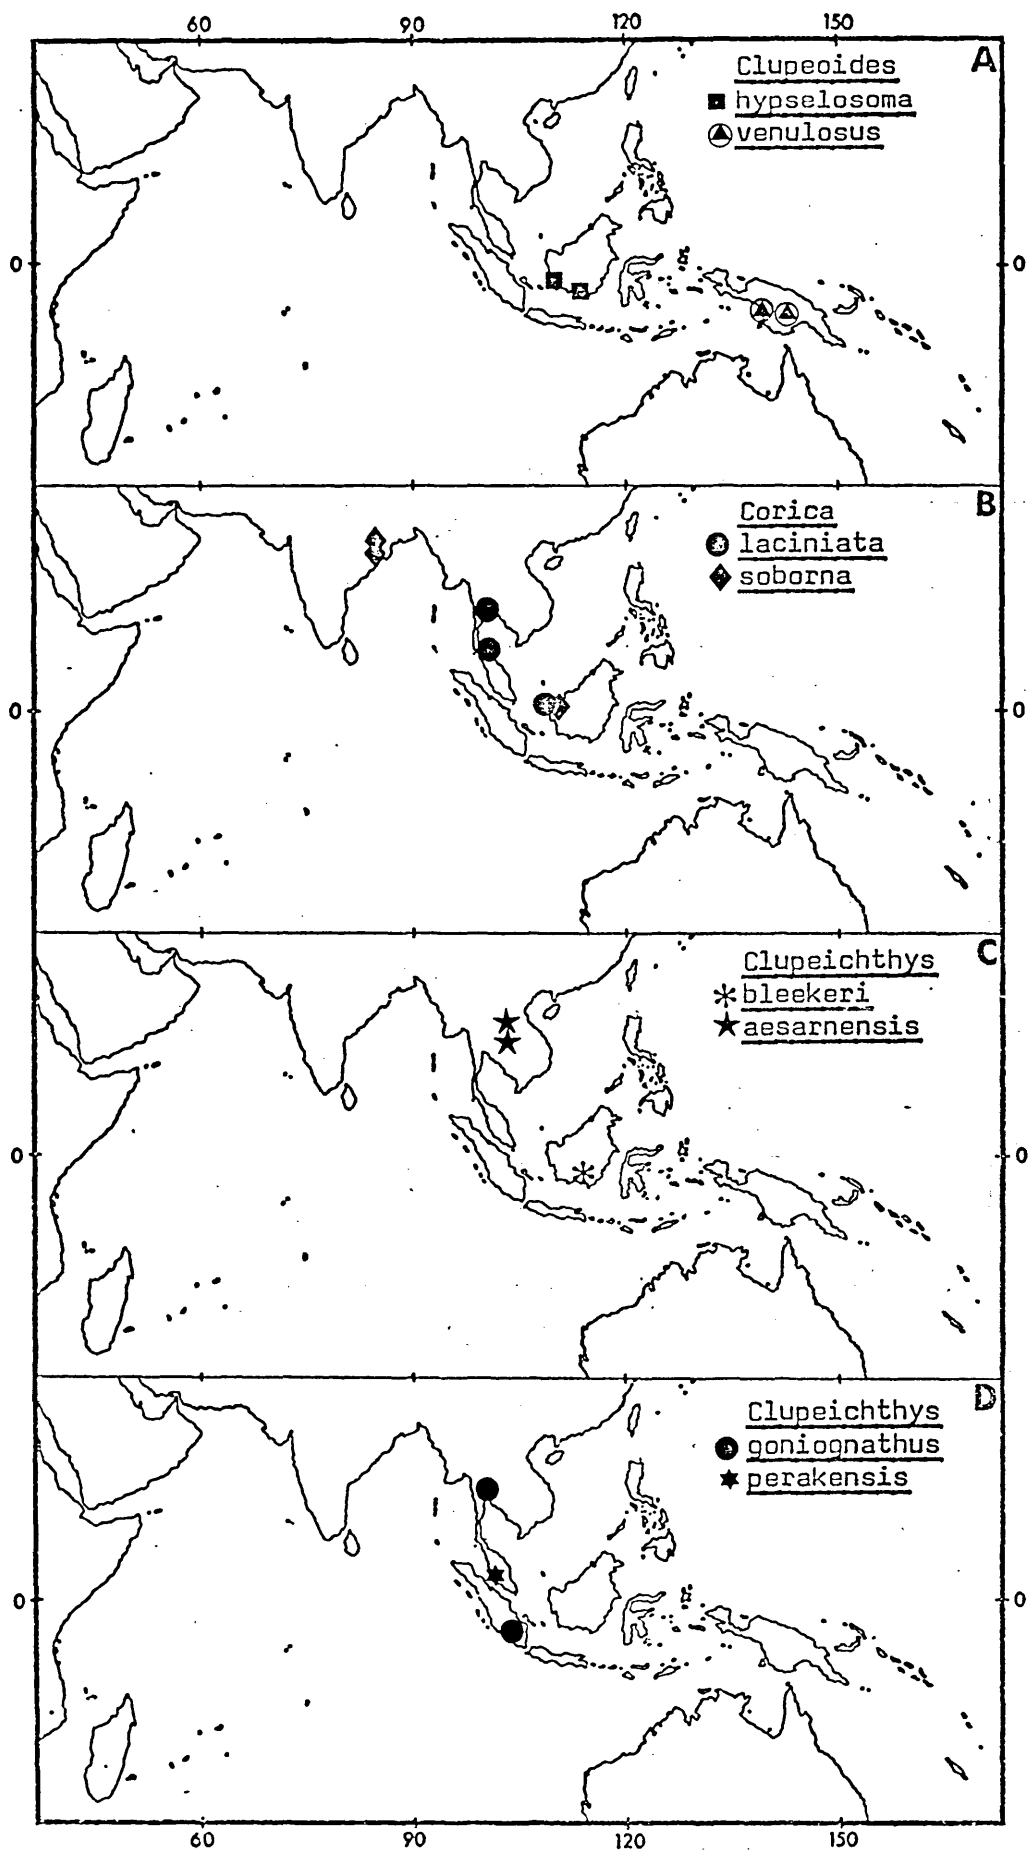 60 90 120 150
A
Clupeoides
hypselosoma
venulosus
0 0
B
Corica
laciniata
soborna
0 0
C
Clupeichthys
bleekeri
aesarnensis
0 0
D
Clupeichthys
goniognathus
perakensis
0 0
60 90 120 150